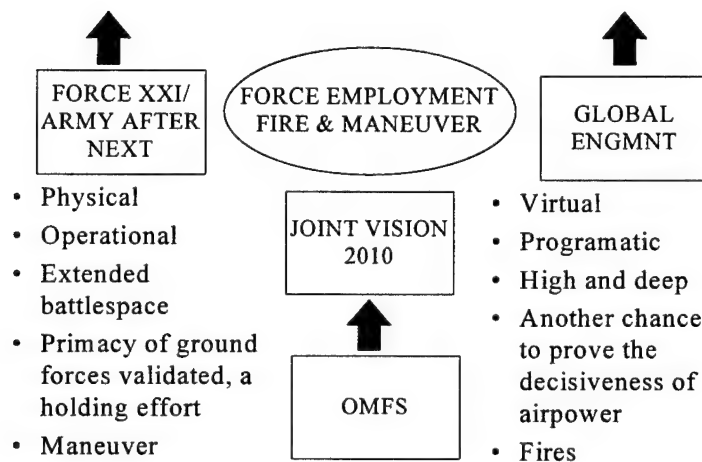 FORCE XXI/
ARMY AFTER
NEXT
• Physical
• Operational
• Extended
battlespace
• Primacy of ground
forces validated, a
holding effort
• Maneuver
FORCE EMPLOYMENT
FIRE & MANEUVER
JOINT VISION
2010
OMFS
GLOBAL
ENGMNT
• Virtual
• Programatic
• High and deep
• Another chance
to prove the
decisiveness of
airpower
• Fires